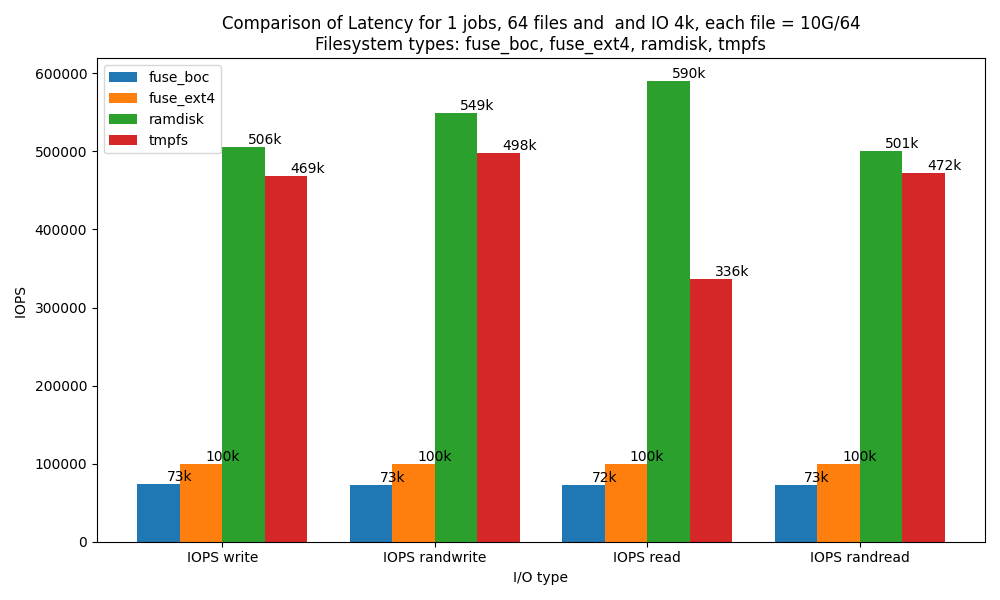 Comparison of Latency for 1 jobs, 64 files and  and IO 4k, each file = 10G/64
Filesystem types: fuse_boc, fuse_ext4, ramdisk, tmpfs
fuse_boc
fuse_ext4
ramdisk
tmpfs
IOPS
600000
500000
400000
300000
200000
100000
0
73k
100k
506k
469k
73k
100k
549k
498k
72k
100k
590k
336k
73k
100k
501k
472k
IOPS write
IOPS randwrite
IOPS read
IOPS randread
I/O type